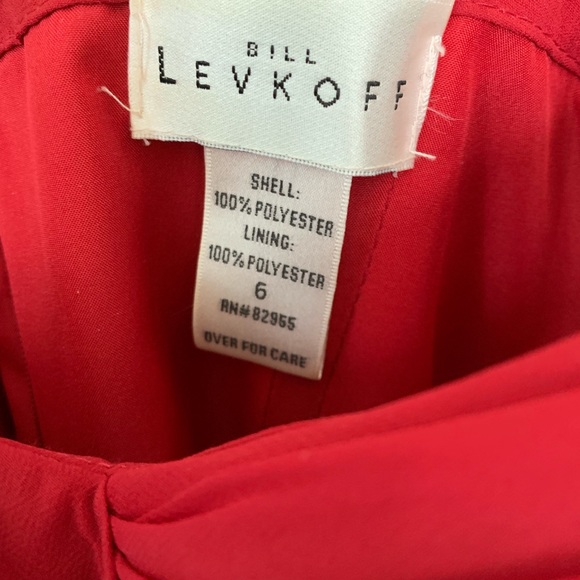 BILL
LEVKOFF
SHELL:
100% POLYESTER
LINING:
100% POLYESTER
6
RN# 82955
OVER FOR CARE